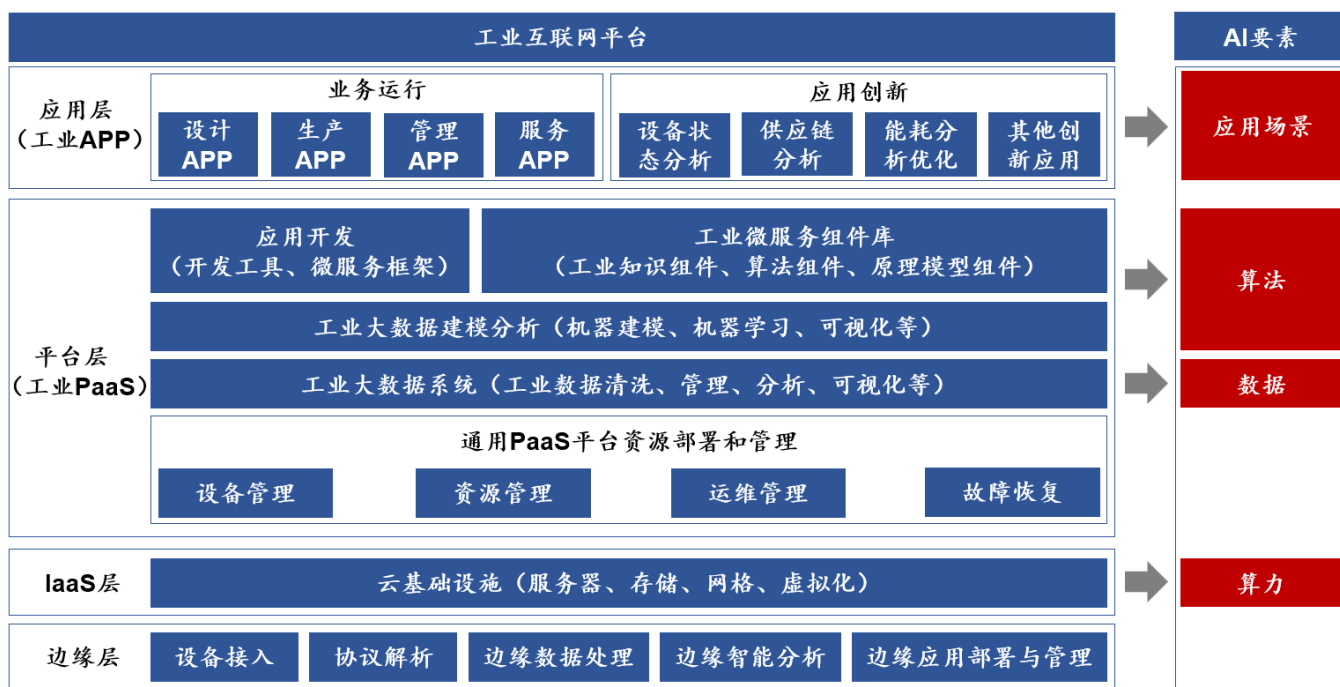 工业互联网平台
AI要素
应用层
（工业APP）
业务运行
设计
APP
生产
APP
管理
APP
服务
APP
应用创新
设备状
态分析
供应链
分析
能耗分
析优化
其他创
新应用
应用场景
平台层
（工业PaaS）
应用开发
（开发工具、微服务框架）
工业微服务组件库
（工业知识组件、算法组件、原理模型组件）
工业大数据建模分析（机器建模、机器学习、可视化等）
算法
工业大数据系统（工业数据清洗、管理、分析、可视化等）
数据
通用PaaS平台资源部署和管理
设备管理
资源管理
运维管理
故障恢复
IaaS层
云基础设施（服务器、存储、网格、虚拟化）
算力
边缘层
设备接入
协议解析
边缘数据处理
边缘智能分析
边缘应用部署与管理